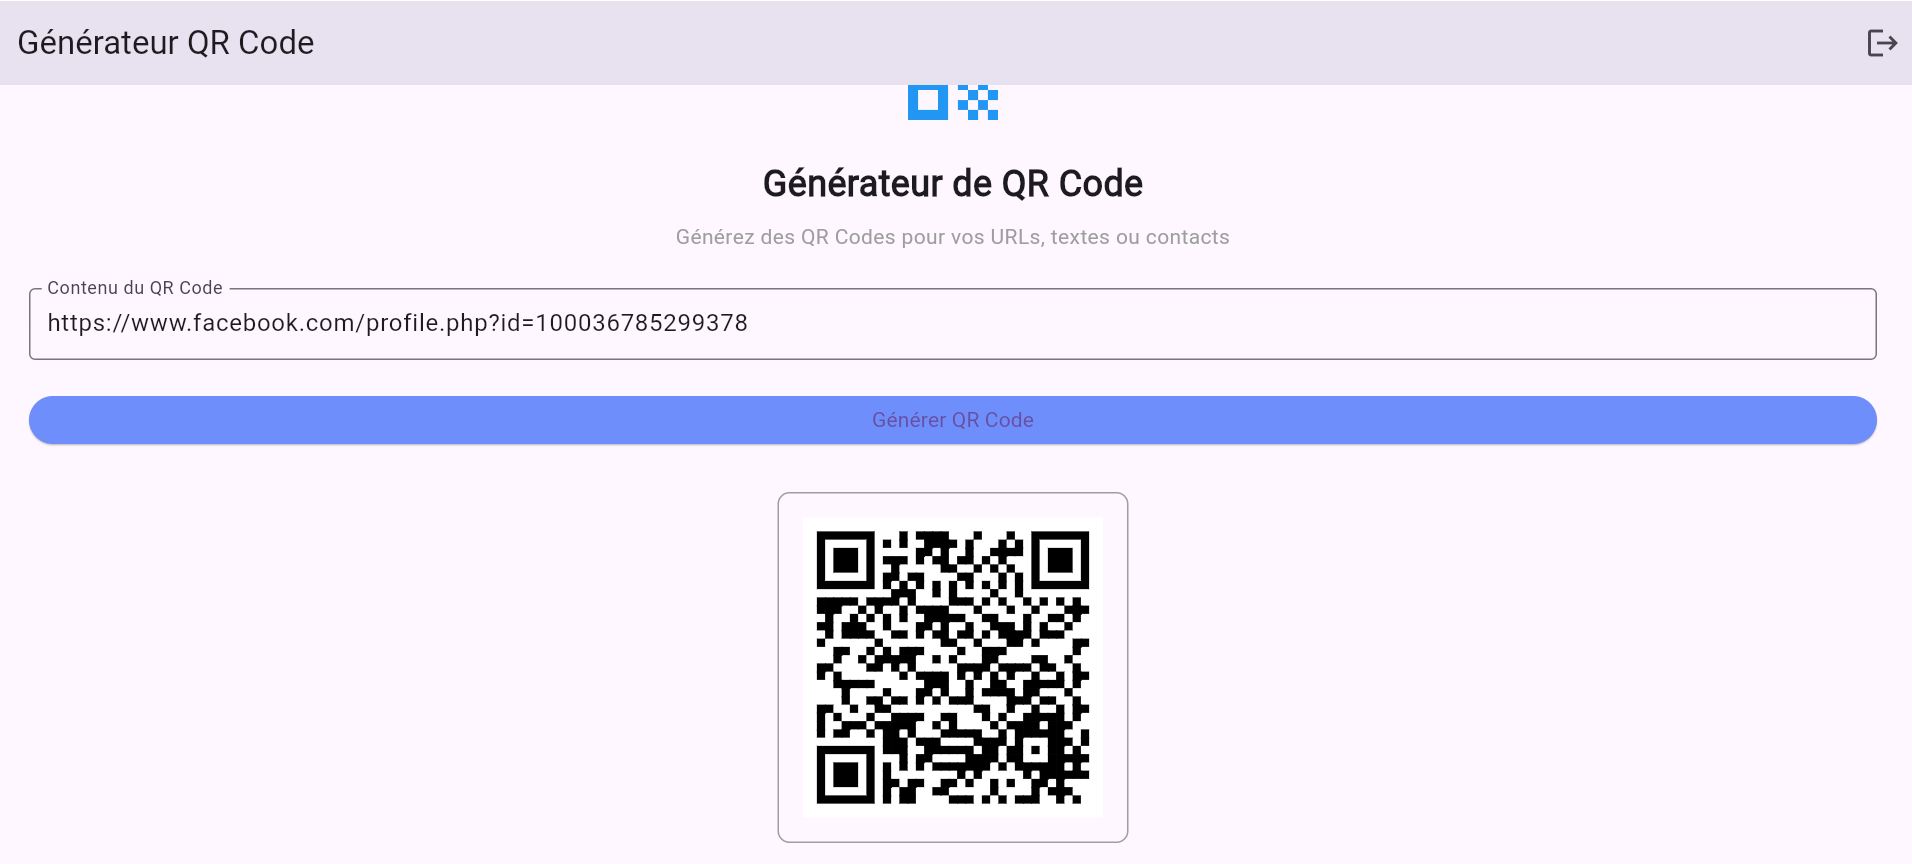 Générateur QR Code
Générateur de QR Code
Générez des QR Codes pour vos URLs, textes ou contacts
Contenu du QR Code
https://www.facebook.com/profile.php?id=100036785299378
Générer QR Code